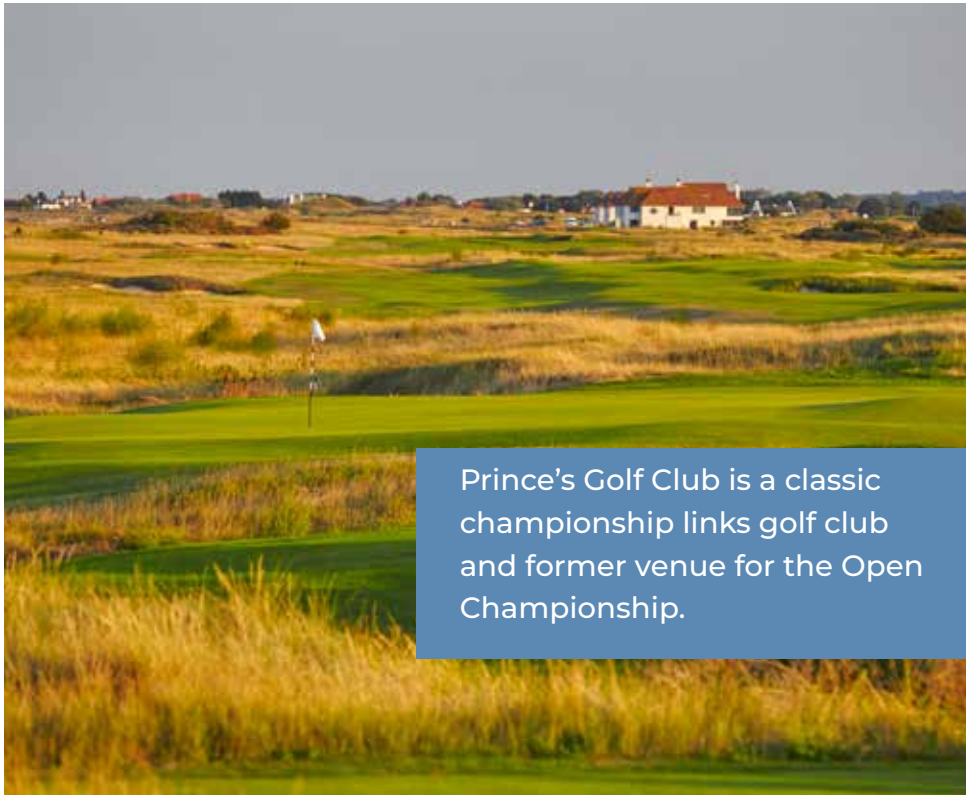 Prince’s Golf Club is a classic
championship links golf club
and former venue for the Open
Championship.